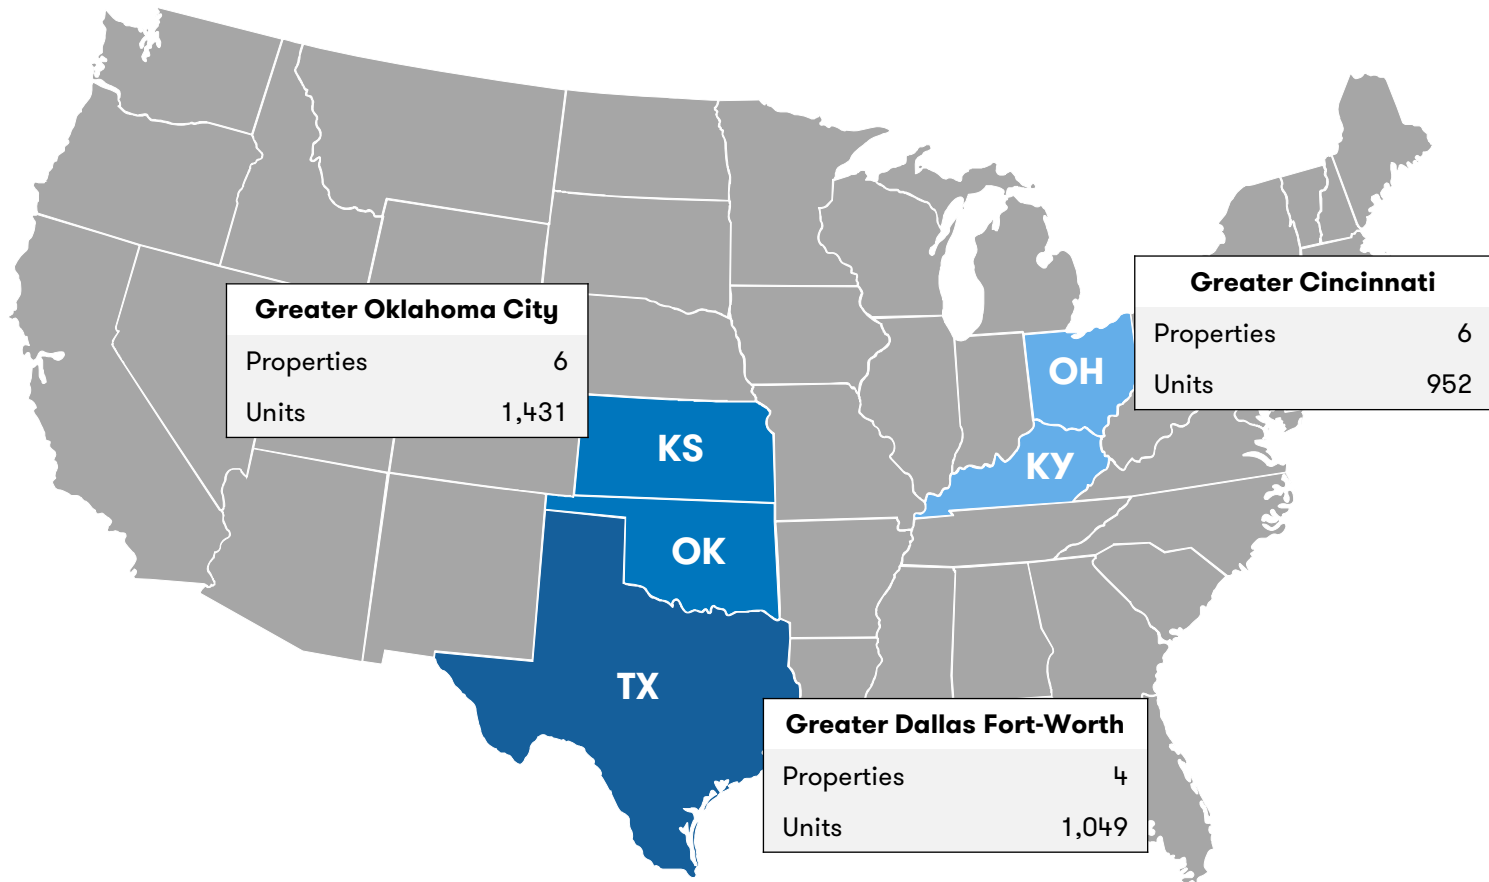 Greater Cincinnati
Properties 6
Units 952
Greater Oklahoma City
Properties 6
Units 1,431
OH
KS
KY
OK
TX
Greater Dallas Fort-Worth
Properties 4
Units 1,049